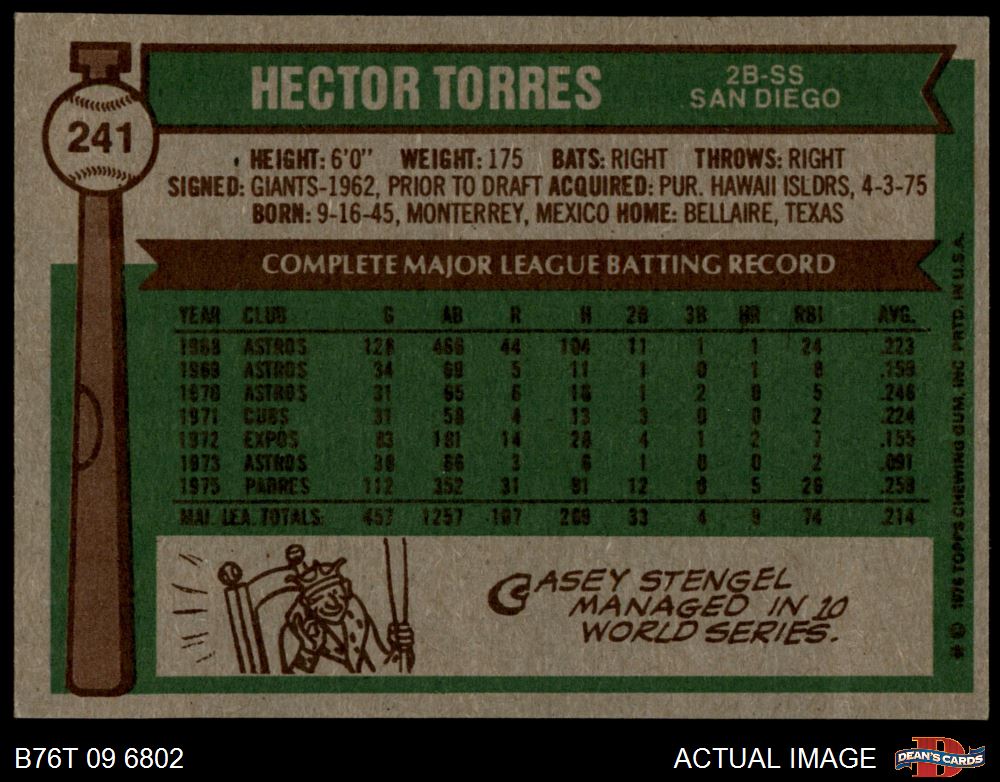 HECTOR TORRES
2B-SS
SAN DIEGO
241
HEIGHT: 6'0" WEIGHT: 175 BATS: RIGHT THROWS: RIGHT
SIGNED: GIANTS-1962, PRIOR TO DRAFT ACQUIRED: PUR. HAWAII ISLDRS, 4-3-75
BORN: 9-16-45, MONTERREY, MEXICO HOME: BELLAIRE, TEXAS
COMPLETE MAJOR LEAGUE BATTING RECORD
YEAR CLUB G AB R H 2B 3B HR RBI AVG.
1968 ASTROS 128 466 44 104 11 1 1 24 .223
1969 ASTROS 34 69 5 11 1 0 1 8 .159
1970 ASTROS 31 65 6 16 1 2 0 5 .246
1971 CUBS 31 58 4 13 3 0 0 2 .224
1972 EXPOS 83 181 14 28 4 1 2 7 .155
1973 ASTROS 38 66 3 6 1 0 0 2 .091
1975 PADRES 112 352 31 91 12 0 5 26 .259
MAJ. LEA. TOTALS: 457 1257 107 269 33 4 9 74 .214
CASEY STENGEL
MANAGED IN 10
WORLD SERIES.
© 1976 TOPPS CHEWING GUM, INC PRTD. IN U.S.A.
B76T 09 6802
ACTUAL IMAGE
D
DEAN'S CARDS